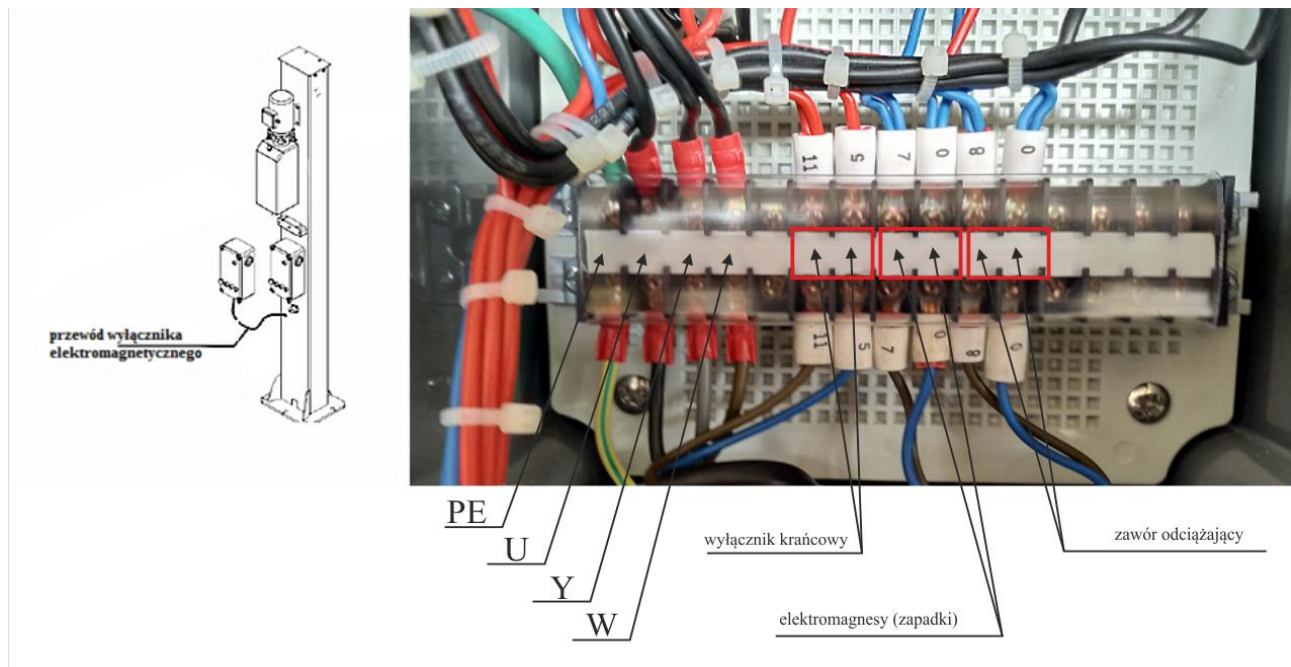 przewód wyłącznika
elektromagnetycznego
11 5 7 0 8 0
11 5 7 0 8 0
PE
U
Y
W
wyłącznik krańcowy
elektromagnesy (zapadki)
zawór odciążający